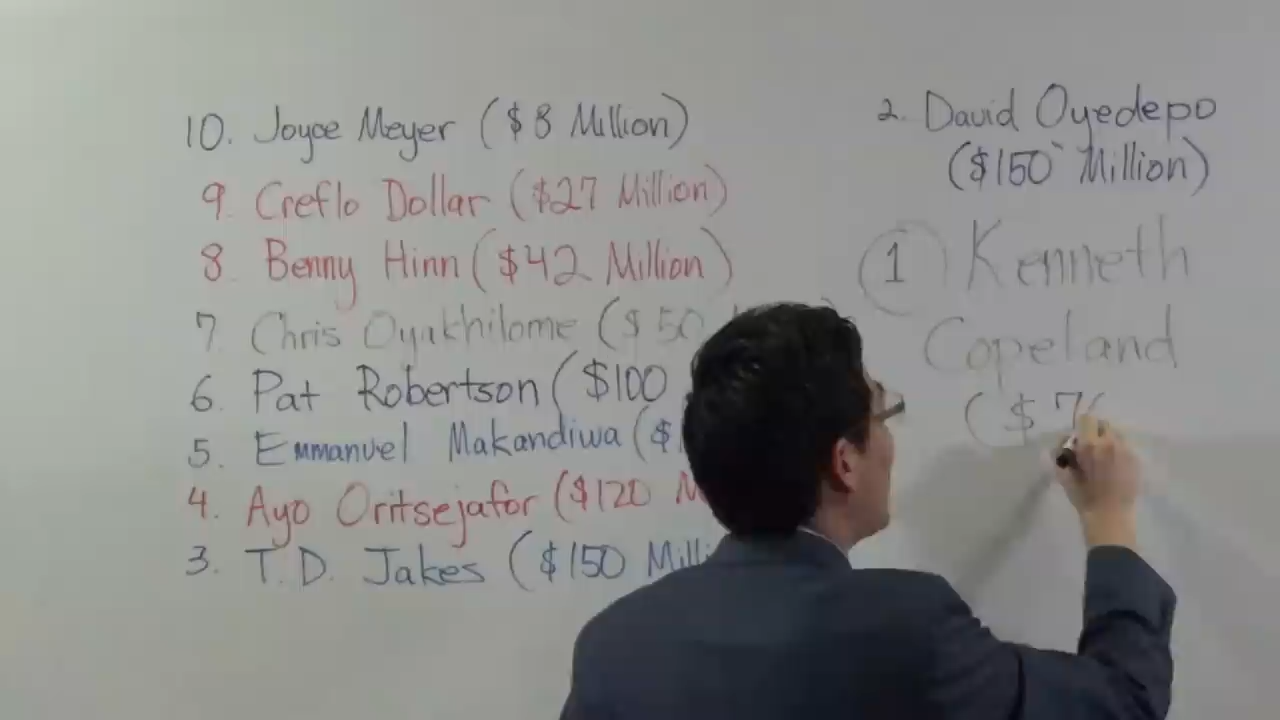 10. Joyce Meyer ($8 Million)
9. Creflo Dollar ($27 Million)
8. Benny Hinn ($42 Million)
7. Chris Oyakhilome ($50
6. Pat Robertson ($100
5. Emmanuel Makandiwa ($
4. Ayo Oritsejafor ($120 M
3. T.D. Jakes ($150 Milli
2. David Oyedepo
($150 Million)
1 Kenneth
Copeland
($7